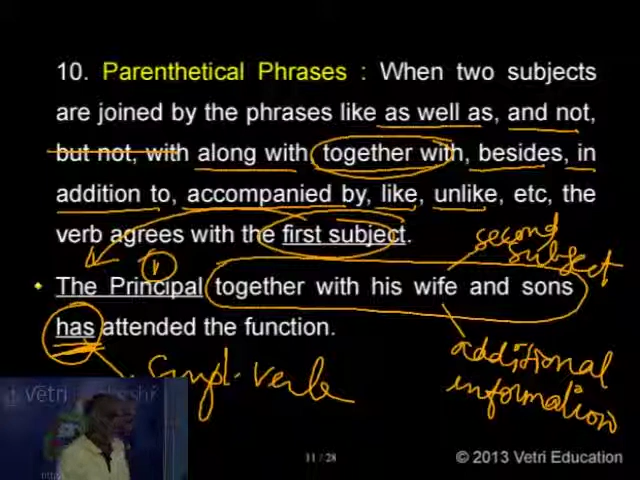 10. Parenthetical Phrases : When two subjects
are joined by the phrases like as well as, and not,
but not, with along with together with, besides, in
addition to, accompanied by, like, unlike, etc, the
verb agrees with the first subject.
second
subject
The Principal together with his wife and sons
has attended the function.
additional
information
verb
Vetri
11 / 28
© 2013 Vetri Education